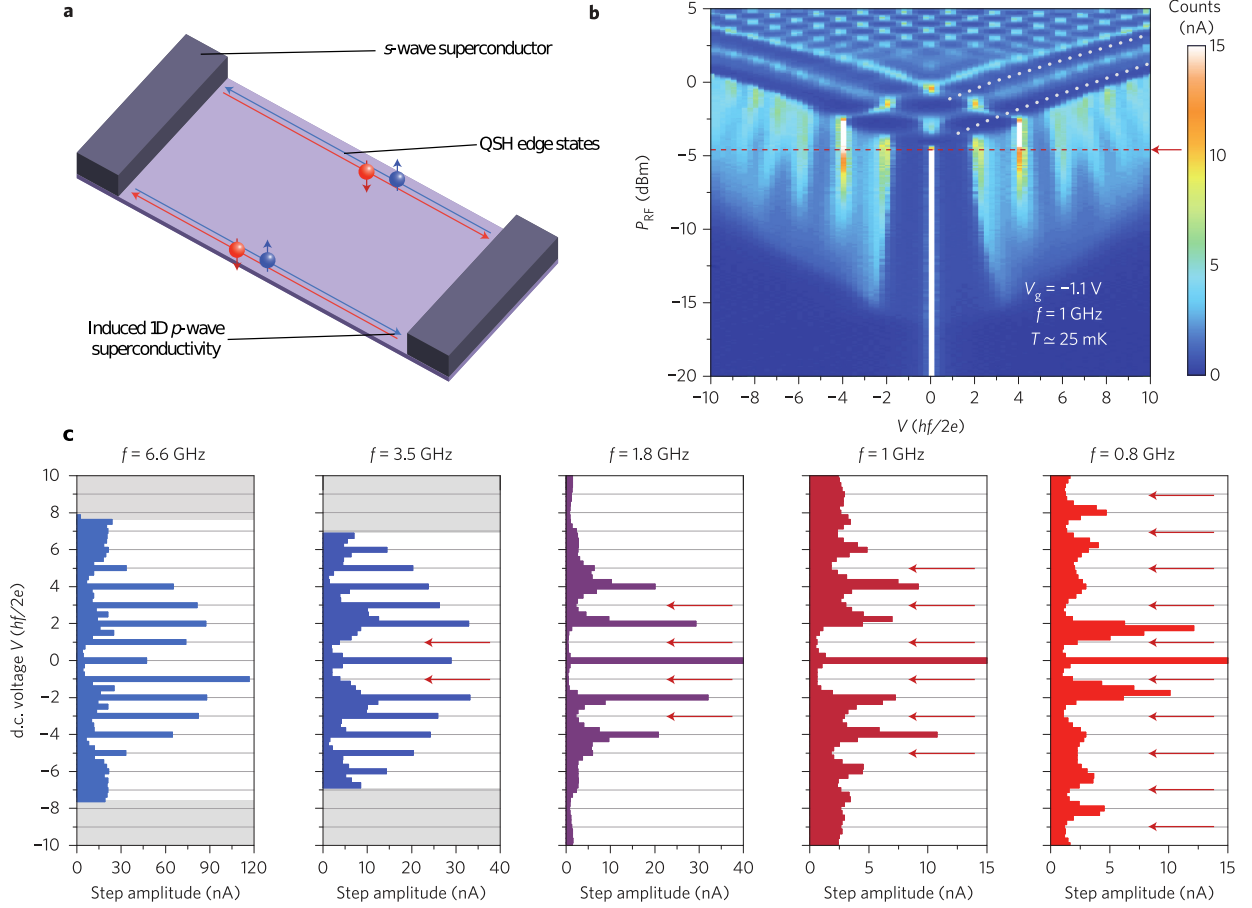 a
s-wave superconductor
QSH edge states
Induced 1D p-wave
superconductivity
b
Counts
(nA)
5
0
−5
−10
−15
−20
P_RF (dBm)
−10 −8 −6 −4 −2 0 2 4 6 8 10
V (hf/2e)
V_g = −1.1 V
f = 1 GHz
T ≃ 25 mK
15
10
5
0
c
f = 6.6 GHz
f = 3.5 GHz
f = 1.8 GHz
f = 1 GHz
f = 0.8 GHz
d.c. voltage V (hf/2e)
10
8
6
4
2
0
−2
−4
−6
−8
−10
0 30 60 90 120
0 10 20 30 40
0 10 20 30 40
0 5 10 15
0 5 10 15
Step amplitude (nA)
Step amplitude (nA)
Step amplitude (nA)
Step amplitude (nA)
Step amplitude (nA)